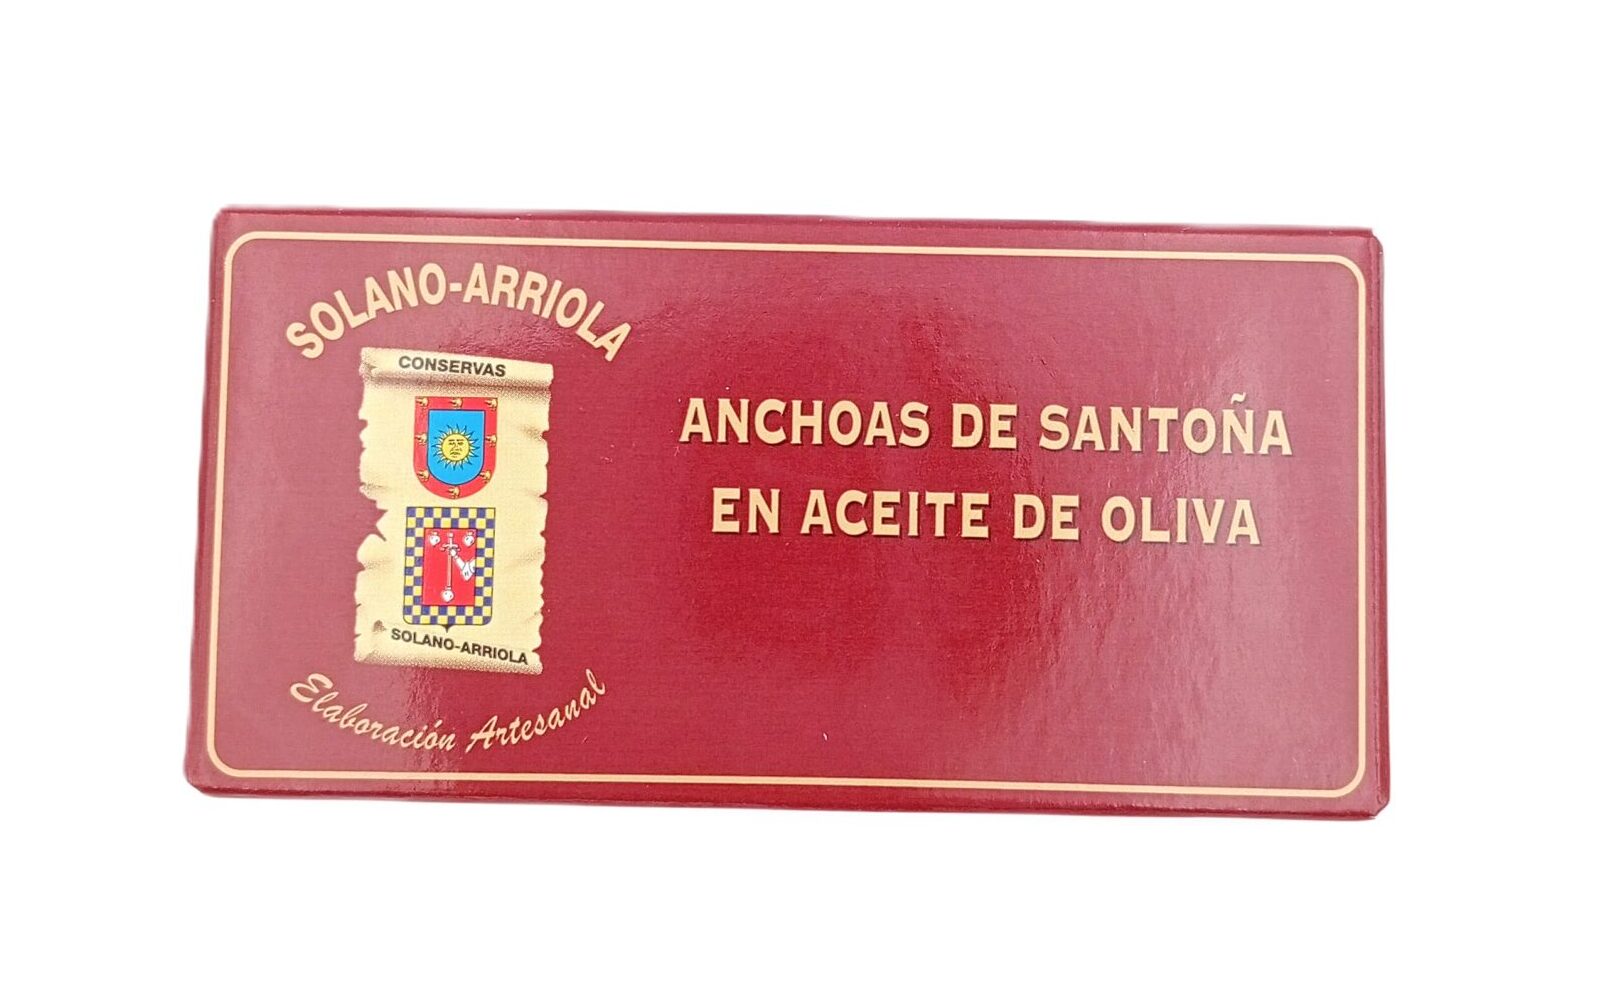 SOLANO-ARRIOLA
CONSERVAS
SOLANO-ARRIOLA
Elaboración Artesanal
ANCHOAS DE SANTOÑA
EN ACEITE DE OLIVA